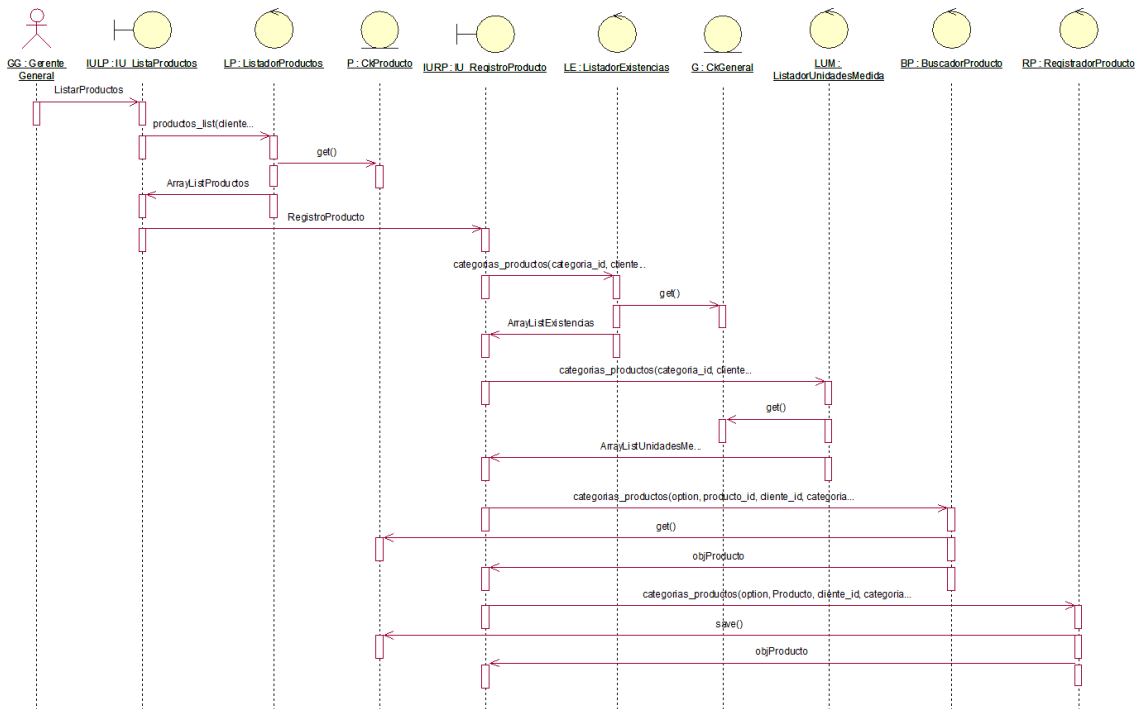 GG : Gerente General
IULP : IU_ListaProductos
LP : ListadorProductos
P : CkProducto
IURP : IU_RegistroProducto
LE : ListadorExistencias
G : CkGeneral
LUM : ListadorUnidadesMedida
BP : BuscadorProducto
RP : RegistradorProducto
ListarProductos
productos_list(cliente...
get()
ArrayListProductos
RegistroProducto
categorias_productos(categoria_id, cliente...
get()
ArrayListExistencias
categorias_productos(categoria_id, cliente...
get()
ArrayListUnidadesMe...
categorias_productos(option, producto_id, cliente_id, categoria...
get()
objProducto
categorias_productos(option, Producto, cliente_id, categoria...
save()
objProducto